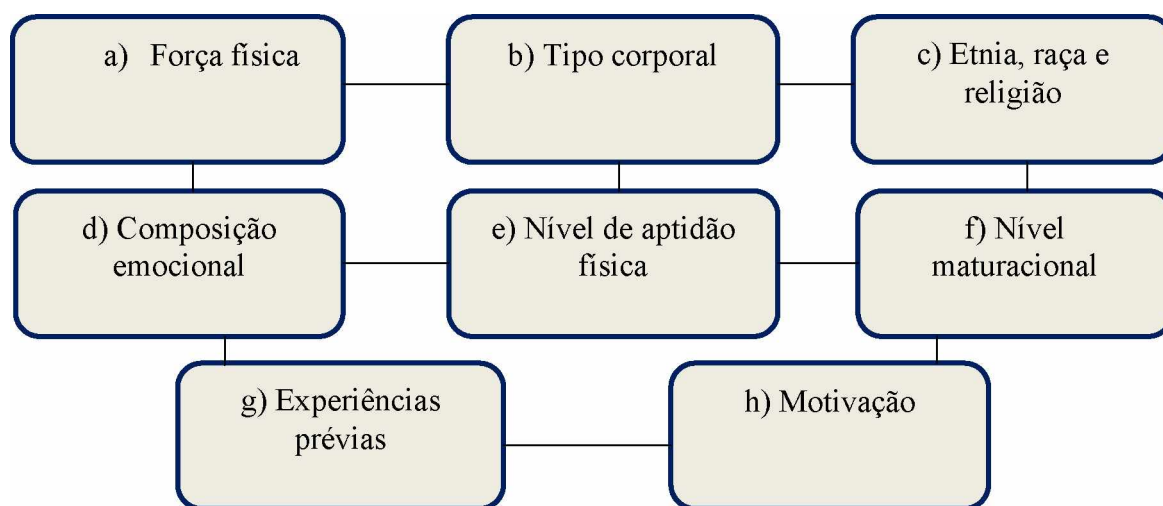 a) Força física
b) Tipo corporal
c) Etnia, raça e
religião
d) Composição
emocional
e) Nível de aptidão
física
f) Nível
maturacional
g) Experiências
prévias
h) Motivação